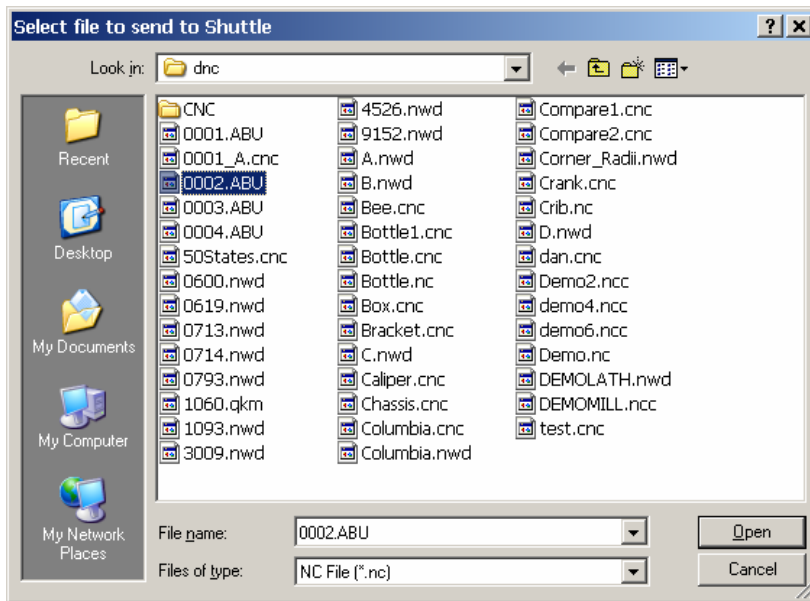 Select file to send to Shuttle
Look in: dnc
Recent
Desktop
My Documents
My Computer
My Network
Places
CNC
0001.ABU
0001_A.cnc
0002.ABU
0003.ABU
0004.ABU
50States.cnc
0600.nwd
0619.nwd
0713.nwd
0714.nwd
0793.nwd
1060.qkm
1093.nwd
3009.nwd
4526.nwd
9152.nwd
A.nwd
B.nwd
Bee.cnc
Bottle1.cnc
Bottle.cnc
Bottle.nc
Box.cnc
Bracket.cnc
C.nwd
Caliper.cnc
Chassis.cnc
Columbia.cnc
Columbia.nwd
Compare1.cnc
Compare2.cnc
Corner_Radii.nwd
Crank.cnc
Crib.nc
D.nwd
dan.cnc
Demo2.ncc
demo4.ncc
demo6.ncc
Demo.nc
DEMOLATH.nwd
DEMOMILL.ncc
test.cnc
File name: 0002.ABU Open
Files of type: NC File (*.nc) Cancel